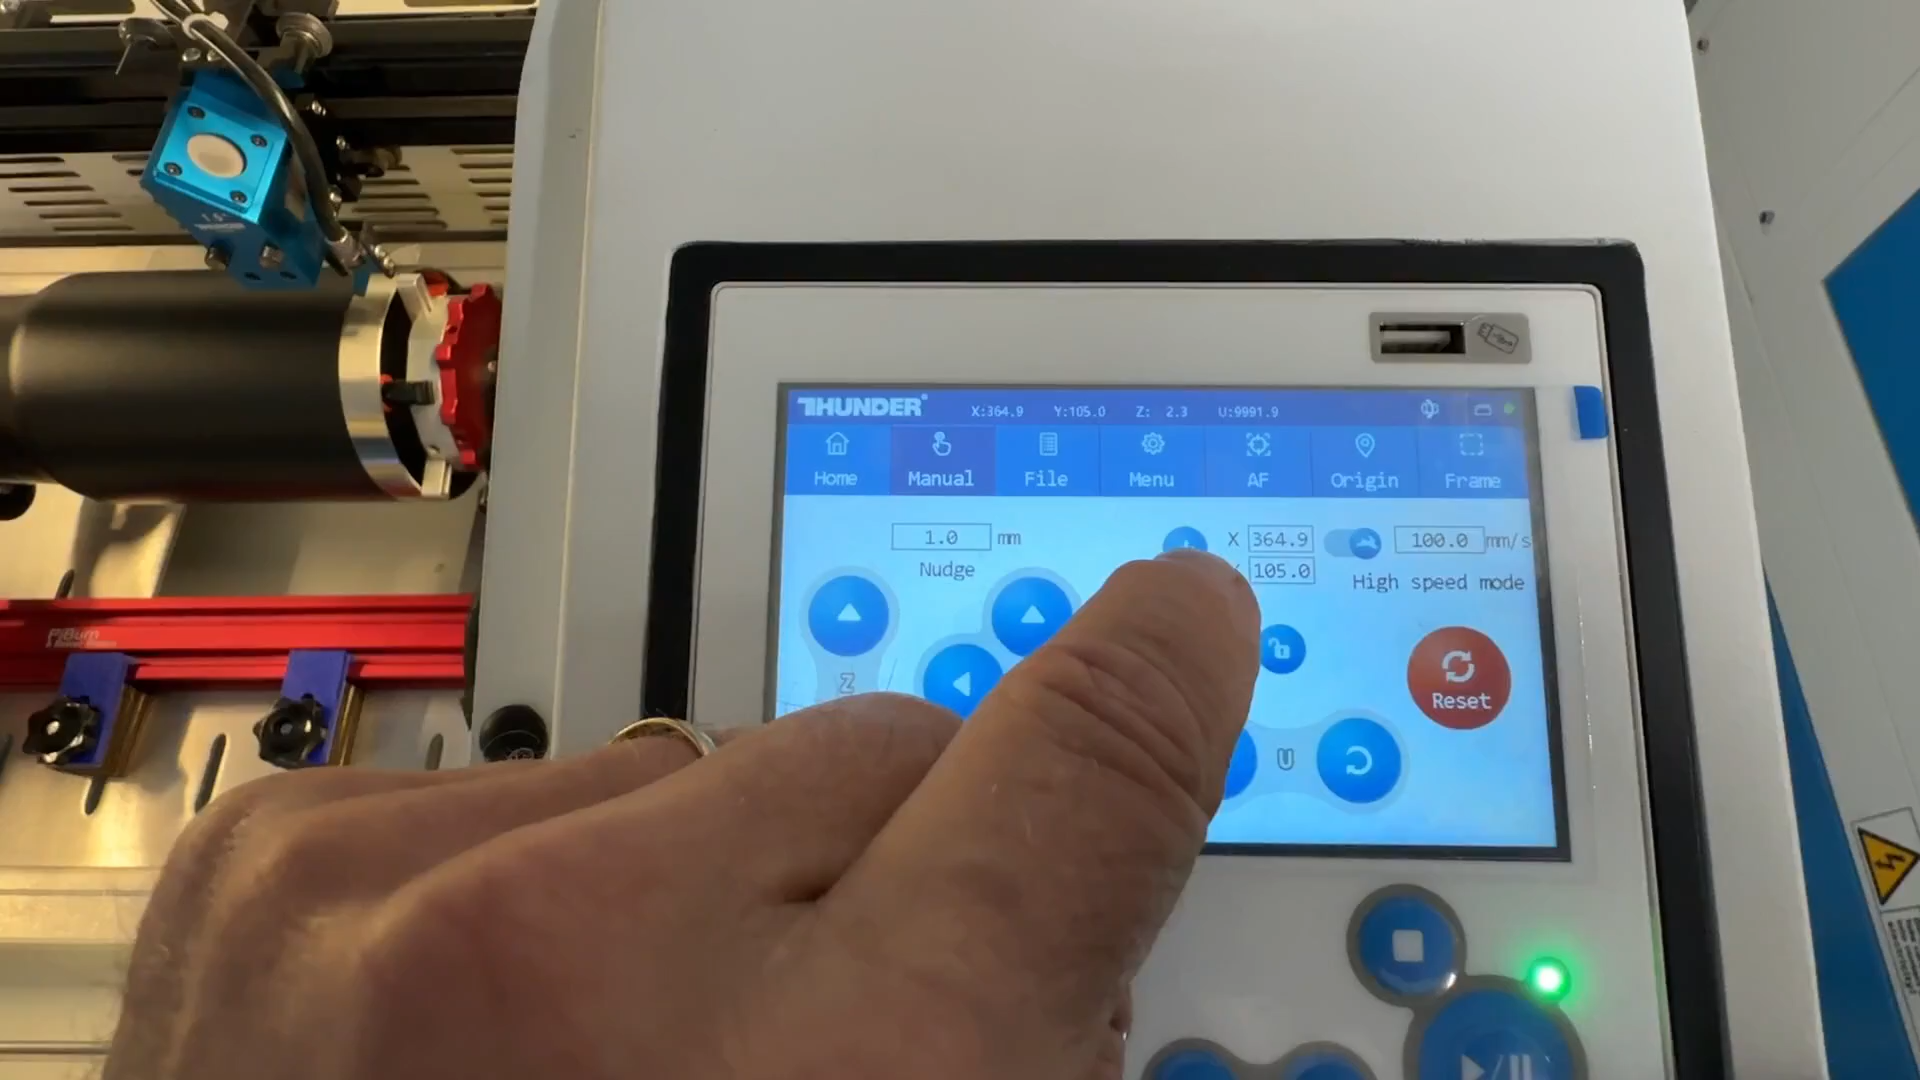 THUNDER®
X:364.9 Y:105.0 Z: 2.3 U:9991.9
Home Manual File Menu AF Origin Frame
1.0 mm
Nudge
X 364.9
105.0
100.0 mm/s
High speed mode
Z
U
Reset
PiBurn